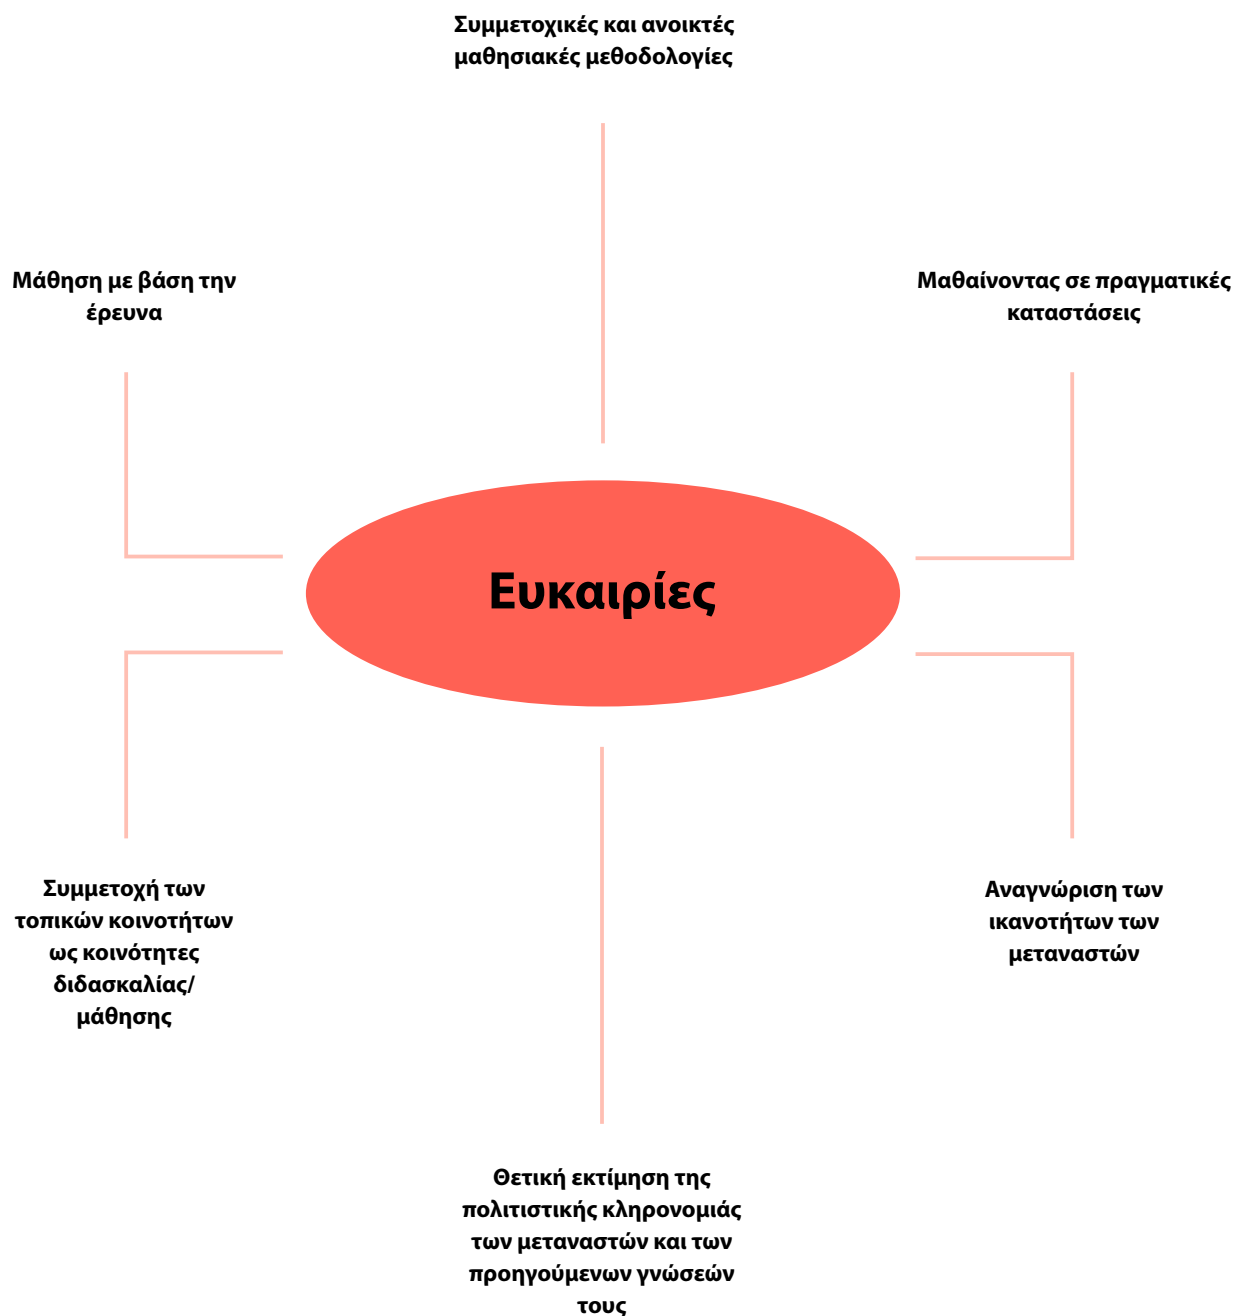 Συμμετοχικές και ανοικτές
μαθησιακές μεθοδολογίες
Μάθηση με βάση την
έρευνα
Μαθαίνοντας σε πραγματικές
καταστάσεις
Ευκαιρίες
Συμμετοχή των
τοπικών κοινοτήτων
ως κοινότητες
διδασκαλίας/
μάθησης
Αναγνώριση των
ικανοτήτων των
μεταναστών
Θετική εκτίμηση της
πολιτιστικής κληρονομιάς
των μεταναστών και των
προηγούμενων γνώσεών
τους